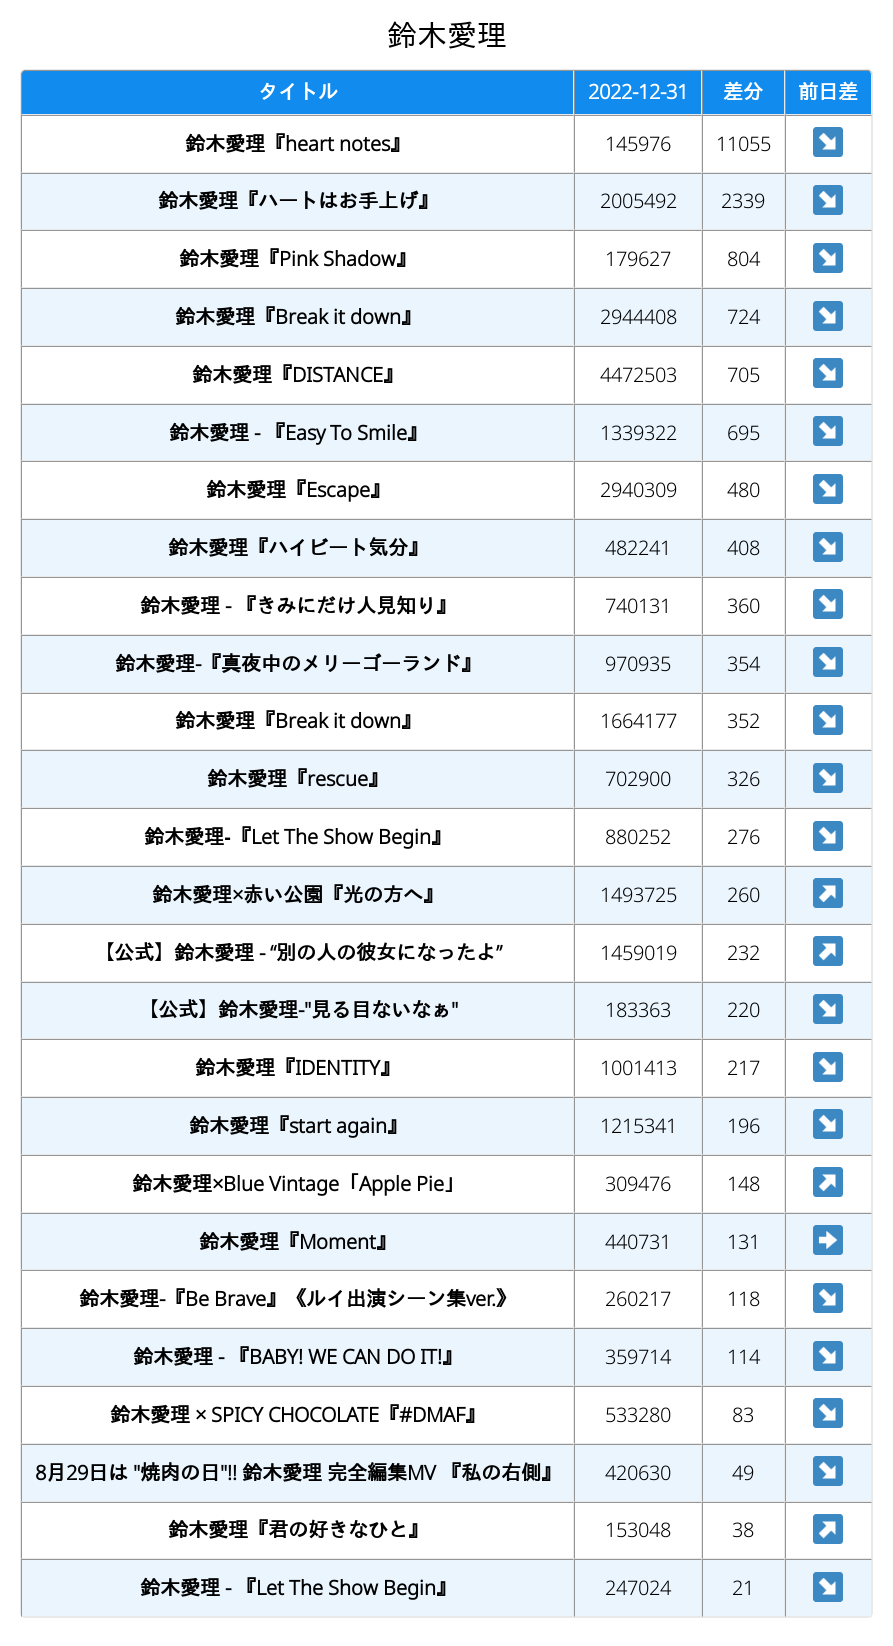 鈴木愛理
タイトル 2022-12-31 差分 前日差
鈴木愛理『heart notes』 145976 11055 ↘
鈴木愛理『ハートはお手上げ』 2005492 2339 ↘
鈴木愛理『Pink Shadow』 179627 804 ↘
鈴木愛理『Break it down』 2944408 724 ↘
鈴木愛理『DISTANCE』 4472503 705 ↘
鈴木愛理 - 『Easy To Smile』 1339322 695 ↘
鈴木愛理『Escape』 2940309 480 ↘
鈴木愛理『ハイビート気分』 482241 408 ↘
鈴木愛理 - 『きみにだけ人見知り』 740131 360 ↘
鈴木愛理-『真夜中のメリーゴーランド』 970935 354 ↘
鈴木愛理『Break it down』 1664177 352 ↘
鈴木愛理『rescue』 702900 326 ↘
鈴木愛理-『Let The Show Begin』 880252 276 ↘
鈴木愛理×赤い公園『光の方へ』 1493725 260 ↗
【公式】鈴木愛理 - “別の人の彼女になったよ” 1459019 232 ↗
【公式】鈴木愛理-"見る目ないなぁ" 183363 220 ↘
鈴木愛理『IDENTITY』 1001413 217 ↘
鈴木愛理『start again』 1215341 196 ↘
鈴木愛理×Blue Vintage「Apple Pie」 309476 148 ↗
鈴木愛理『Moment』 440731 131 ➡
鈴木愛理-『Be Brave』《ルイ出演シーン集ver.》 260217 118 ↘
鈴木愛理 - 『BABY! WE CAN DO IT!』 359714 114 ↘
鈴木愛理 × SPICY CHOCOLATE『#DMAF』 533280 83 ↘
8月29日は "焼肉の日"!! 鈴木愛理 完全編集MV 『私の右側』 420630 49 ↘
鈴木愛理『君の好きなひと』 153048 38 ↗
鈴木愛理 - 『Let The Show Begin』 247024 21 ↘